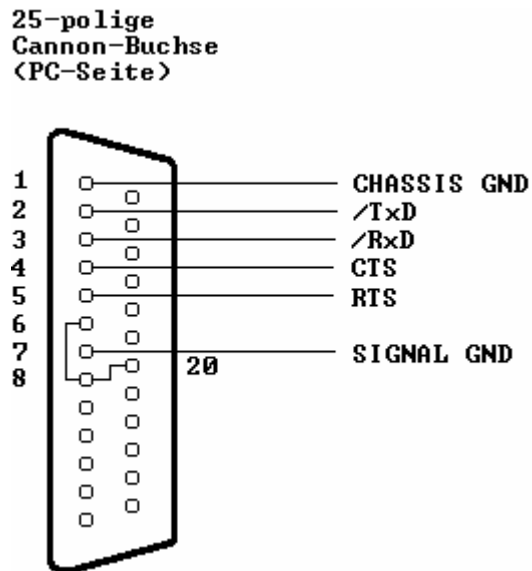 25-polige
Cannon-Buchse
(PC-Seite)
1 CHASSIS GND
2 /TxD
3 /RxD
4 CTS
5 RTS
6
7 SIGNAL GND
8 20